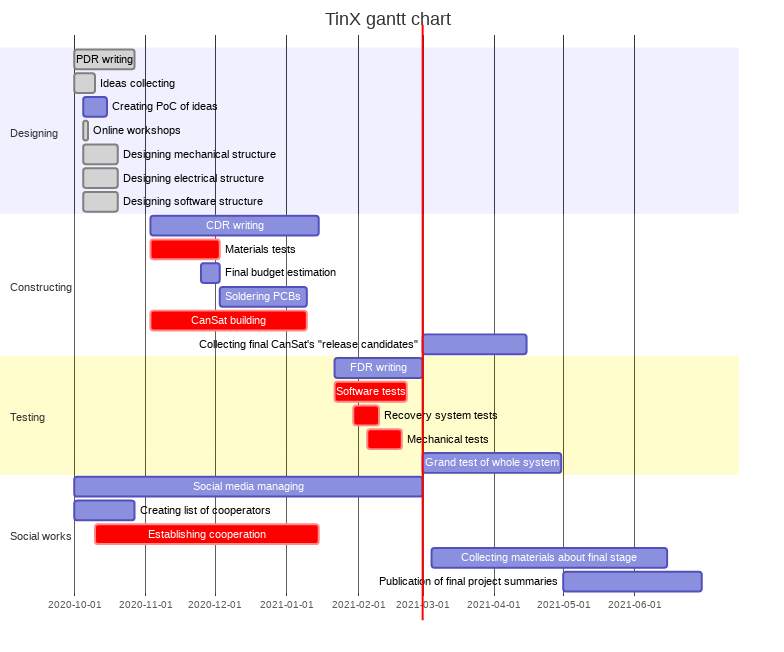 TinX gantt chart
Designing
PDR writing
Ideas collecting
Creating PoC of ideas
Online workshops
Designing mechanical structure
Designing electrical structure
Designing software structure
Constructing
CDR writing
Materials tests
Final budget estimation
Soldering PCBs
CanSat building
Collecting final CanSat's "release candidates"
Testing
FDR writing
Software tests
Recovery system tests
Mechanical tests
Grand test of whole system
Social works
Social media managing
Creating list of cooperators
Establishing cooperation
Collecting materials about final stage
Publication of final project summaries
2020-10-01 2020-11-01 2020-12-01 2021-01-01 2021-02-01 2021-03-01 2021-04-01 2021-05-01 2021-06-01